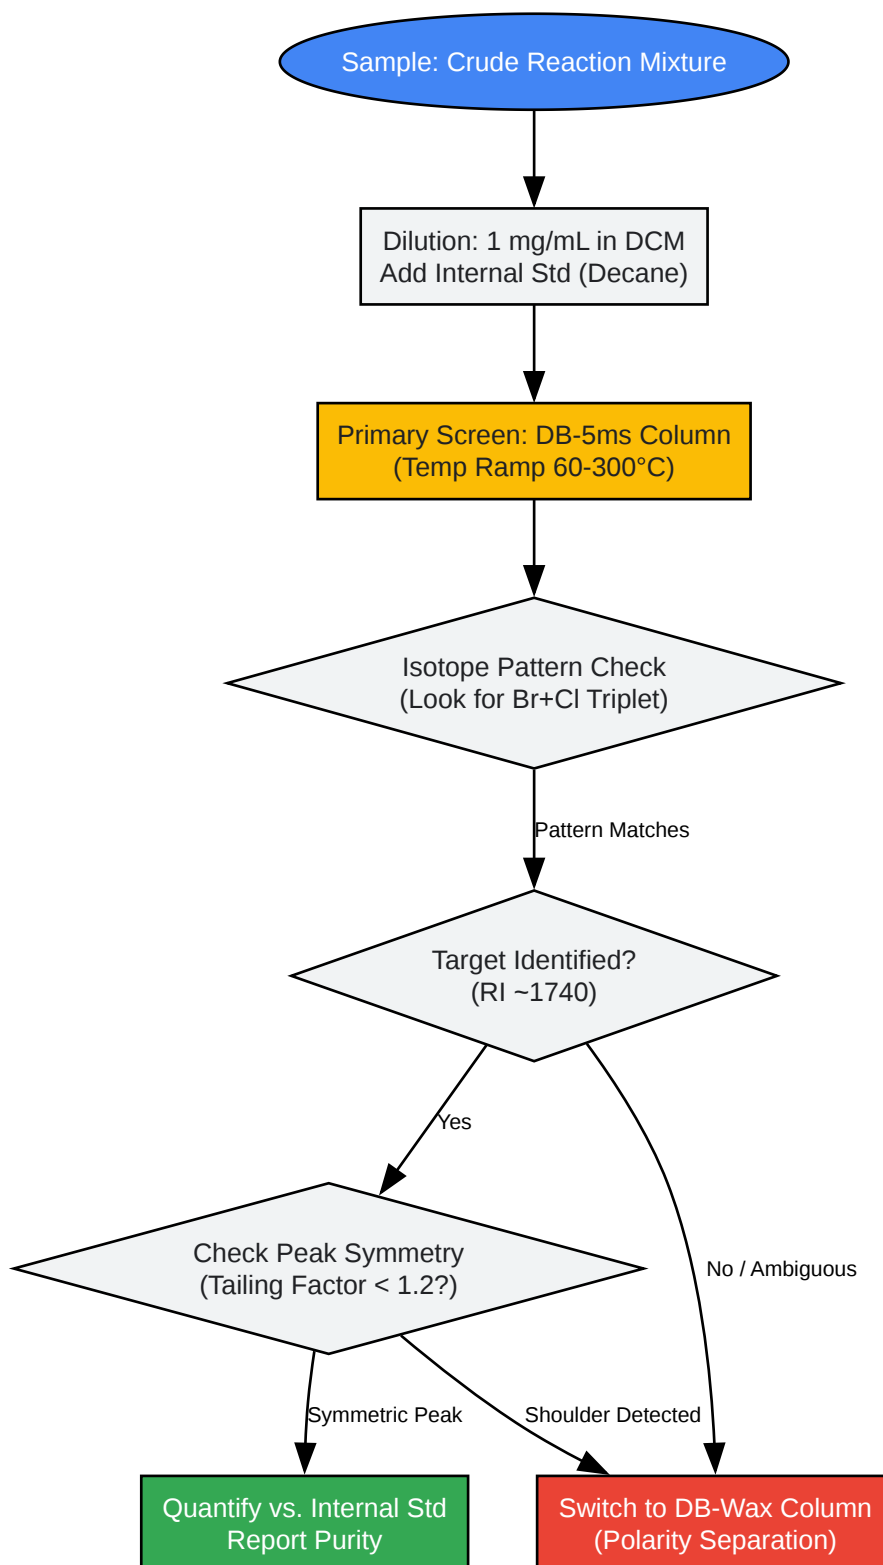 Sample: Crude Reaction Mixture
Dilution: 1 mg/mL in DCM
Add Internal Std (Decane)
Primary Screen: DB-5ms Column
(Temp Ramp 60-300°C)
Isotope Pattern Check
(Look for Br+Cl Triplet)
Pattern Matches
Target Identified?
(RI ~1740)
Yes
No / Ambiguous
Check Peak Symmetry
(Tailing Factor < 1.2?)
Symmetric Peak
Shoulder Detected
Quantify vs. Internal Std
Report Purity
Switch to DB-Wax Column
(Polarity Separation)